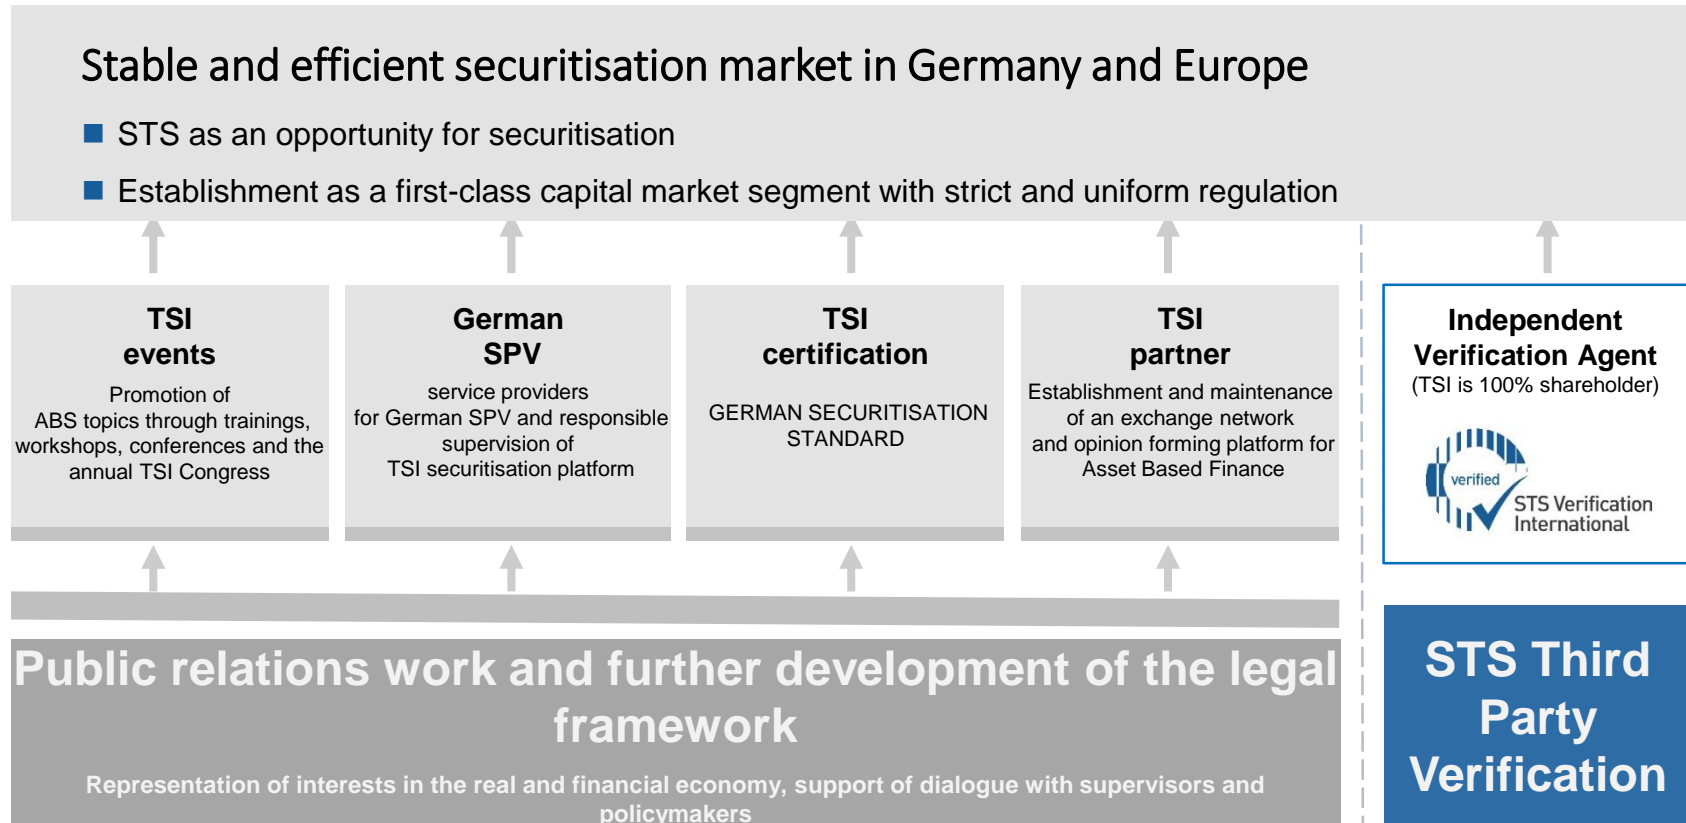 Stable and efficient securitisation market in Germany and Europe
STS as an opportunity for securitisation
Establishment as a first-class capital market segment with strict and uniform regulation
TSI
events
Promotion of
ABS topics through trainings,
workshops, conferences and the
annual TSI Congress
German
SPV
service providers
for German SPV and responsible
supervision of
TSI securitisation platform
TSI
certification
GERMAN SECURITISATION
STANDARD
TSI
partner
Establishment and maintenance
of an exchange network
and opinion forming platform for
Asset Based Finance
Independent
Verification Agent
(TSI is 100% shareholder)
verified
STS Verification
International
Public relations work and further development of the legal
framework
Representation of interests in the real and financial economy, support of dialogue with supervisors and
policymakers
STS Third
Party
Verification